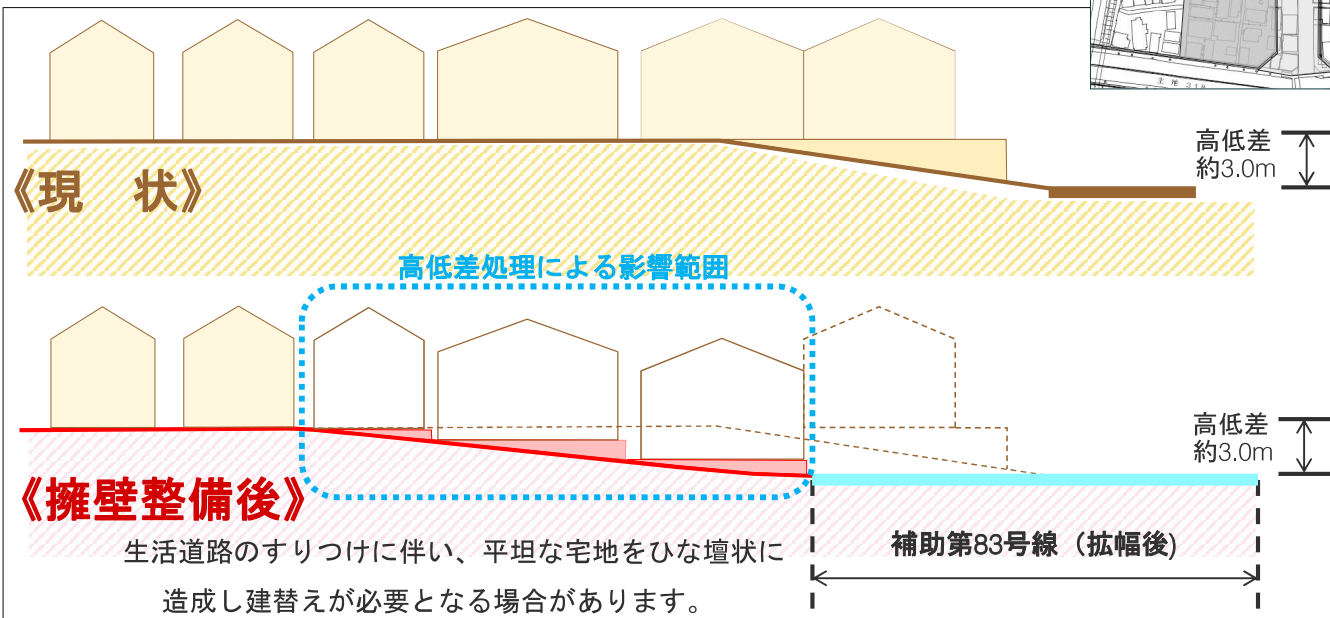 高低差
約3.0m
《現　状》
高低差処理による影響範囲
高低差
約3.0m
《擁壁整備後》
生活道路のすりつけに伴い、平坦な宅地をひな壇状に
造成し建替えが必要となる場合があります。
補助第83号線（拡幅後)